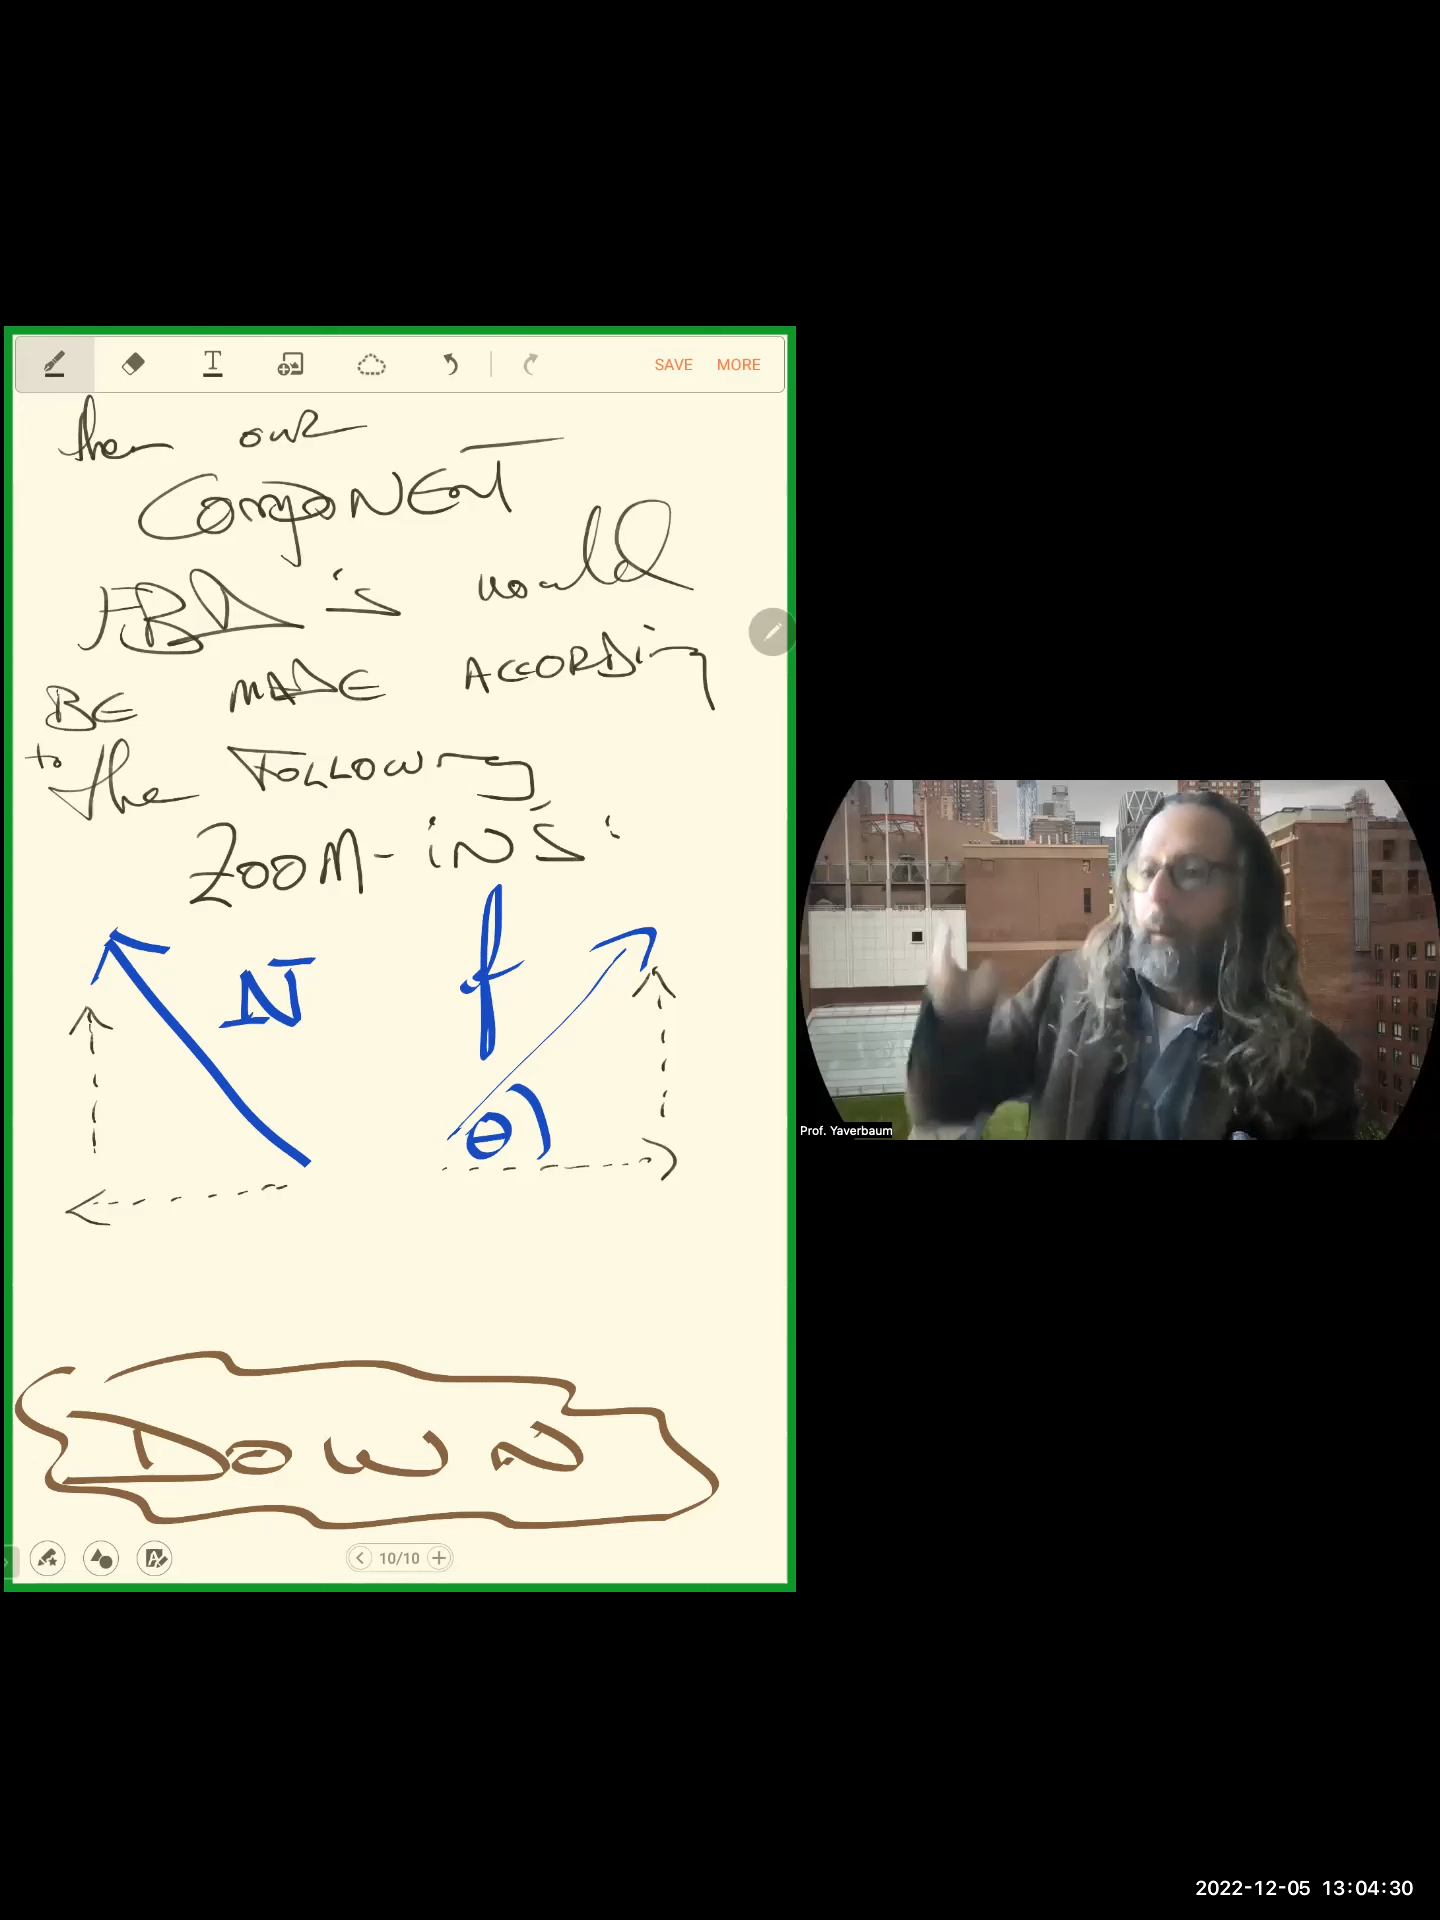 T
SAVE MORE
then our
COMPONENT
FBD's would
BE MADE ACCORDing
to the FOLLOWing
ZOOM-iN'S:
N f
θ
DOWN
10/10
Prof. Yaverbaum
2022-12-05 13:04:30